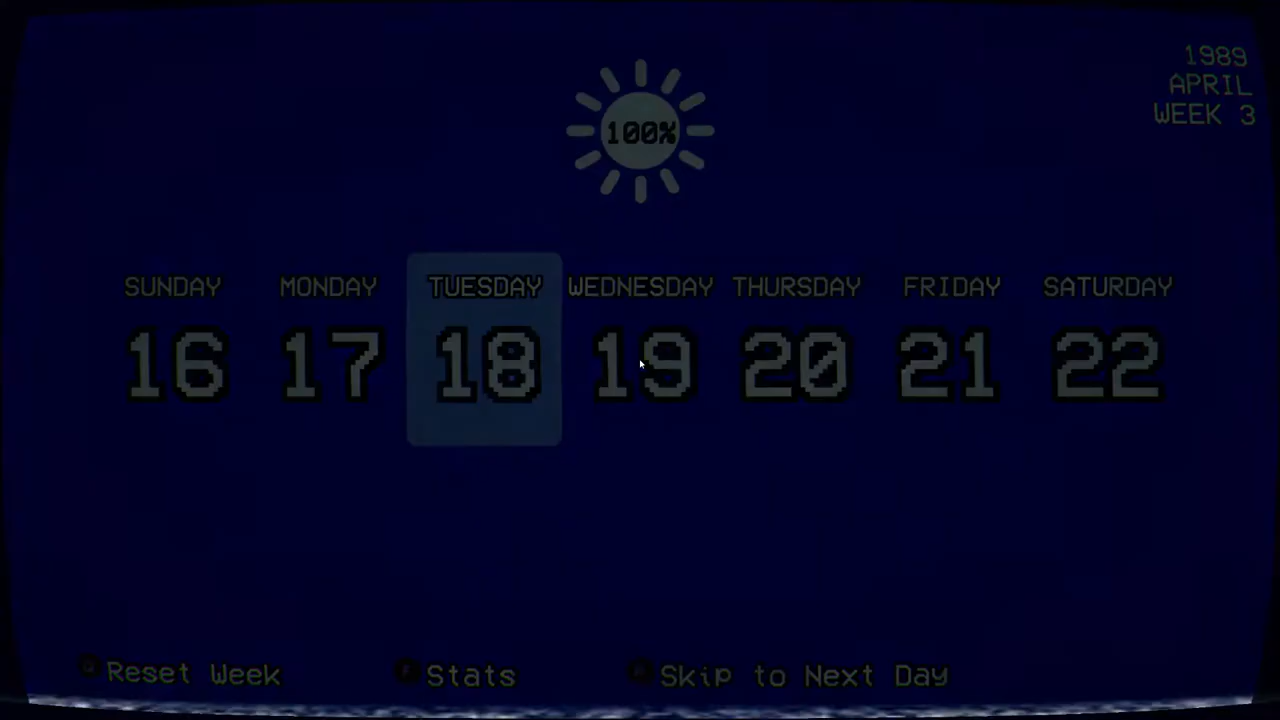 1989
APRIL
WEEK 3
100%
SUNDAY MONDAY TUESDAY WEDNESDAY THURSDAY FRIDAY SATURDAY
16 17 18 19 20 21 22
Reset Week Stats Skip to Next Day